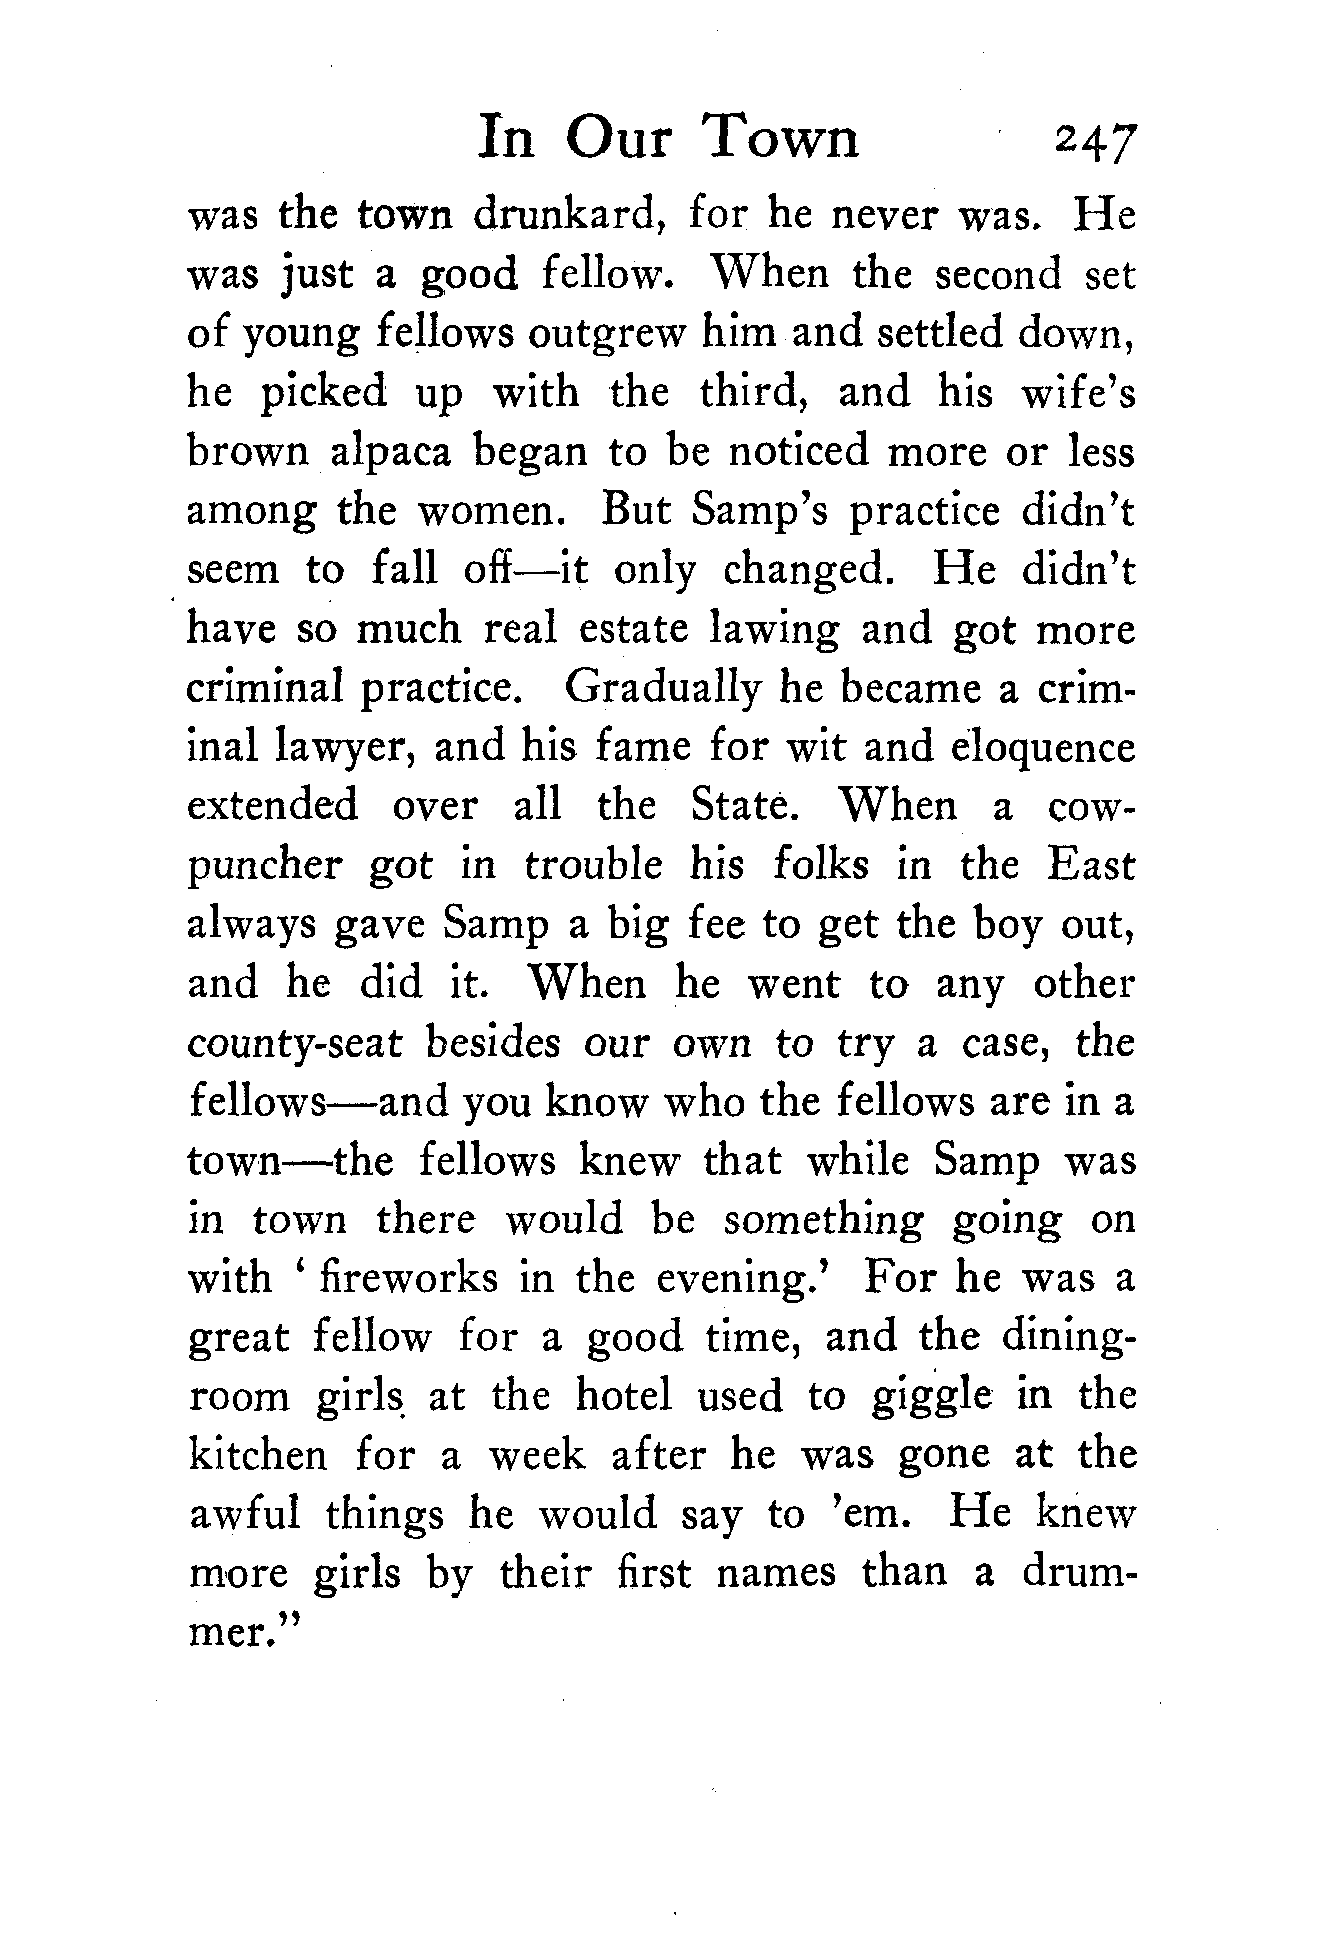 In Our Town 247
was the town drunkard, for he never was. He
was just a good fellow. When the second set
of young fellows outgrew him and settled down,
he picked up with the third, and his wife's
brown alpaca began to be noticed more or less
among the women. But Samp's practice didn't
seem to fall off—it only changed. He didn't
have so much real estate lawing and got more
criminal practice. Gradually he became a crim-
inal lawyer, and his fame for wit and eloquence
extended over all the State. When a cow-
puncher got in trouble his folks in the East
always gave Samp a big fee to get the boy out,
and he did it. When he went to any other
county-seat besides our own to try a case, the
fellows—and you know who the fellows are in a
town—the fellows knew that while Samp was
in town there would be something going on
with ‘ fireworks in the evening.’ For he was a
great fellow for a good time, and the dining-
room girls at the hotel used to giggle in the
kitchen for a week after he was gone at the
awful things he would say to ’em. He knew
more girls by their first names than a drum-
mer.”